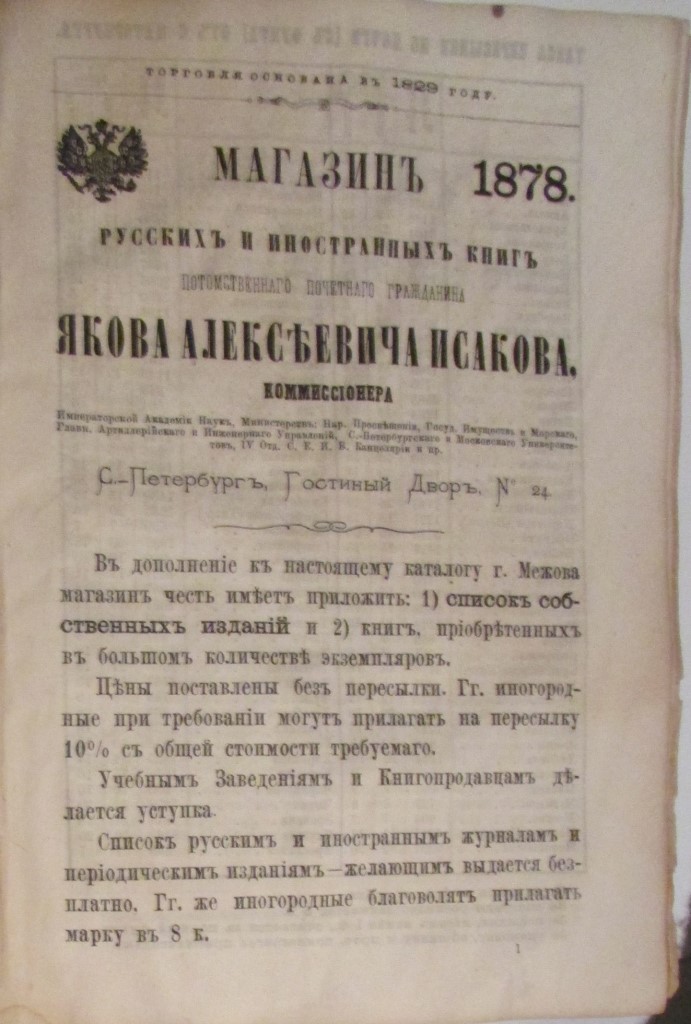 ТОРГОВЛЯ ОСНОВАНА ВЪ 1829 ГОДУ.
МАГАЗИНЪ 1878.
РУССКИХЪ И ИНОСТРАННЫХЪ КНИГЪ
ПОТОМСТВЕННАГО ПОЧЕТНАГО ГРАЖДАНИНА
ЯКОВА АЛЕКСѢЕВИЧА ИСАКОВА,
КОММИССІОНЕРА
Императорской Академіи Наукъ, Министерствъ: Нар. Просвѣщенія, Госуд. Имуществъ и Морскаго,
Главн. Артиллерійскаго и Инженернаго Управленій, С.-Петербургскаго и Московскаго Университе-
товъ, IV Отд. С. Е. И. В. Канцеляріи и пр.
С.-Петербургъ, Гостиный Дворъ, № 24.
Въ дополненіе къ настоящему каталогу г. Межова
магазинъ честь имѣетъ приложить: 1) списокъ соб-
ственныхъ изданій и 2) книгъ, пріобрѣтенныхъ
въ большомъ количествѣ экземпляровъ.
Цѣны поставлены безъ пересылки. Гг. иногород-
ные при требованіи могутъ прилагать на пересылку
10% съ общей стоимости требуемаго.
Учебнымъ Заведеніямъ и Книгопродавцамъ дѣ-
лается уступка.
Списокъ русскимъ и иностраннымъ журналамъ и
періодическимъ изданіямъ—желающимъ выдается без-
платно. Гг. же иногородные благоволятъ прилагать
марку въ 8 к.
1